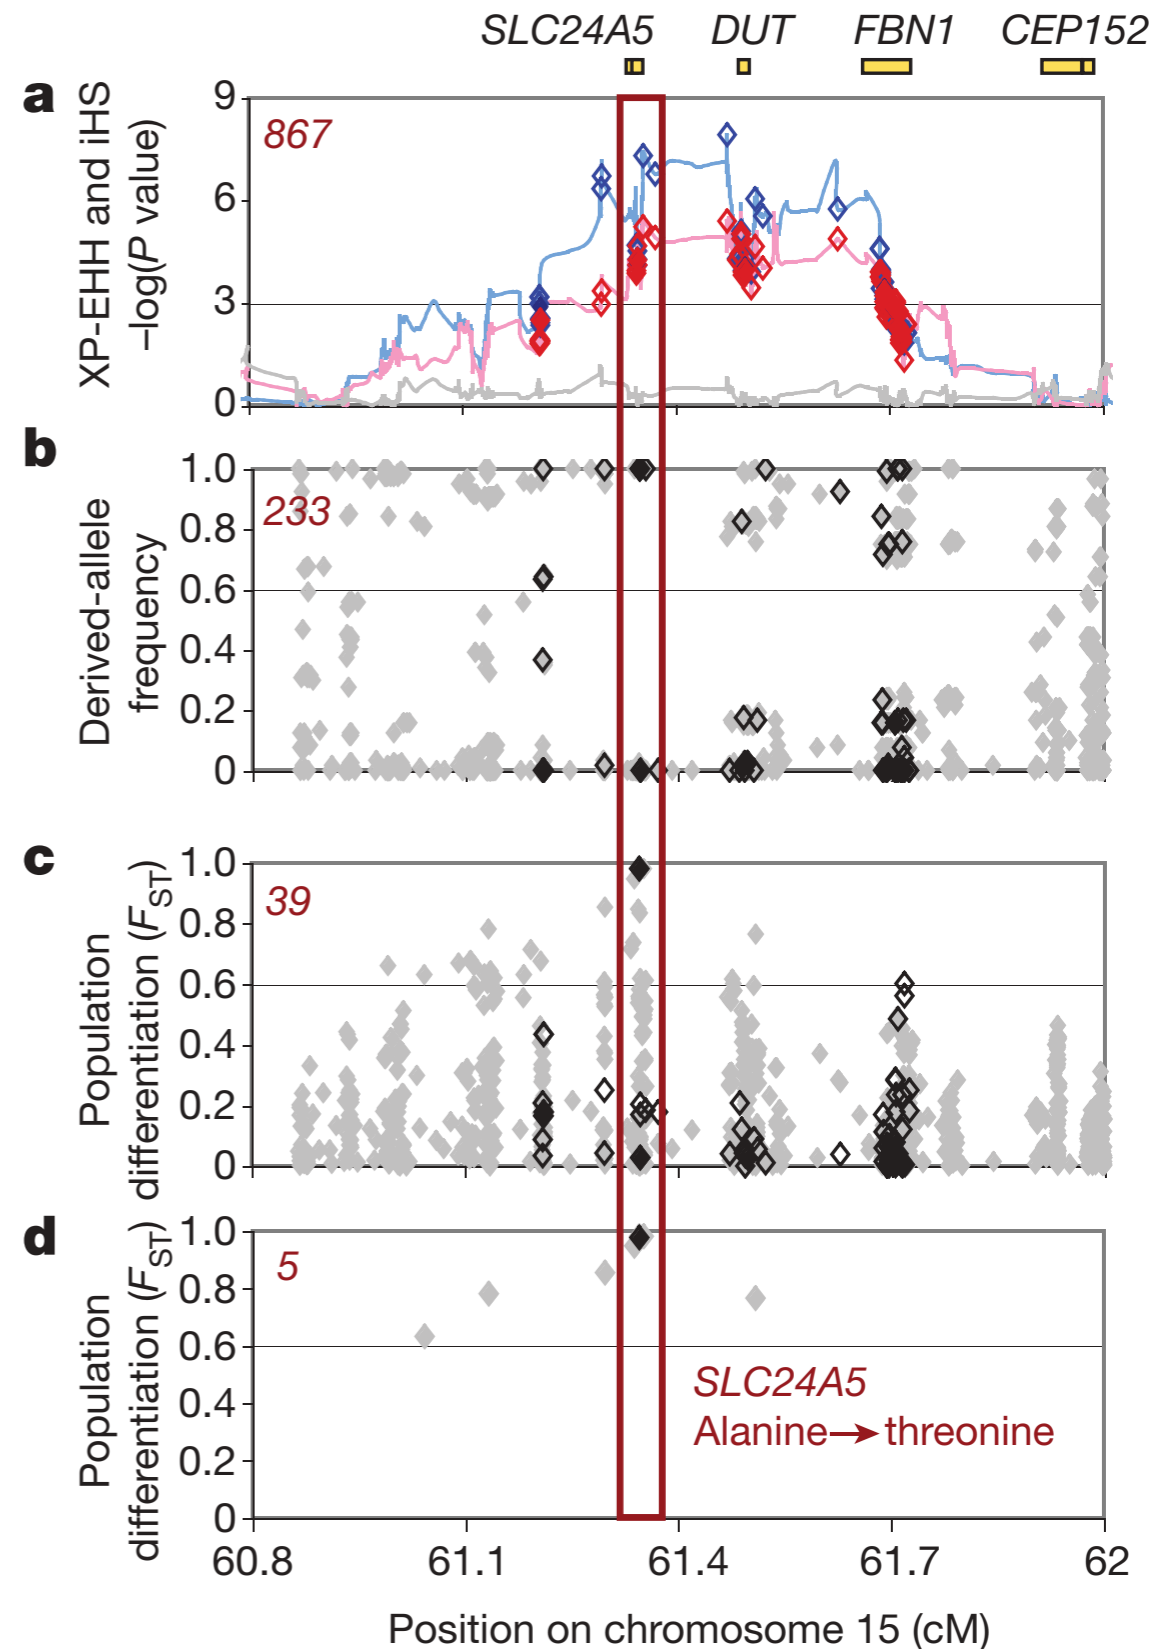 SLC24A5 DUT FBN1 CEP152
a
XP-EHH and iHS
–log(P value)
867
9
6
3
0
b
Derived-allele
frequency
233
1.0
0.8
0.6
0.4
0.2
0
c
Population
differentiation (FST)
39
1.0
0.8
0.6
0.4
0.2
0
d
Population
differentiation (FST)
5
1.0
0.8
0.6
0.4
0.2
0
SLC24A5
Alanine→threonine
60.8 61.1 61.4 61.7 62
Position on chromosome 15 (cM)